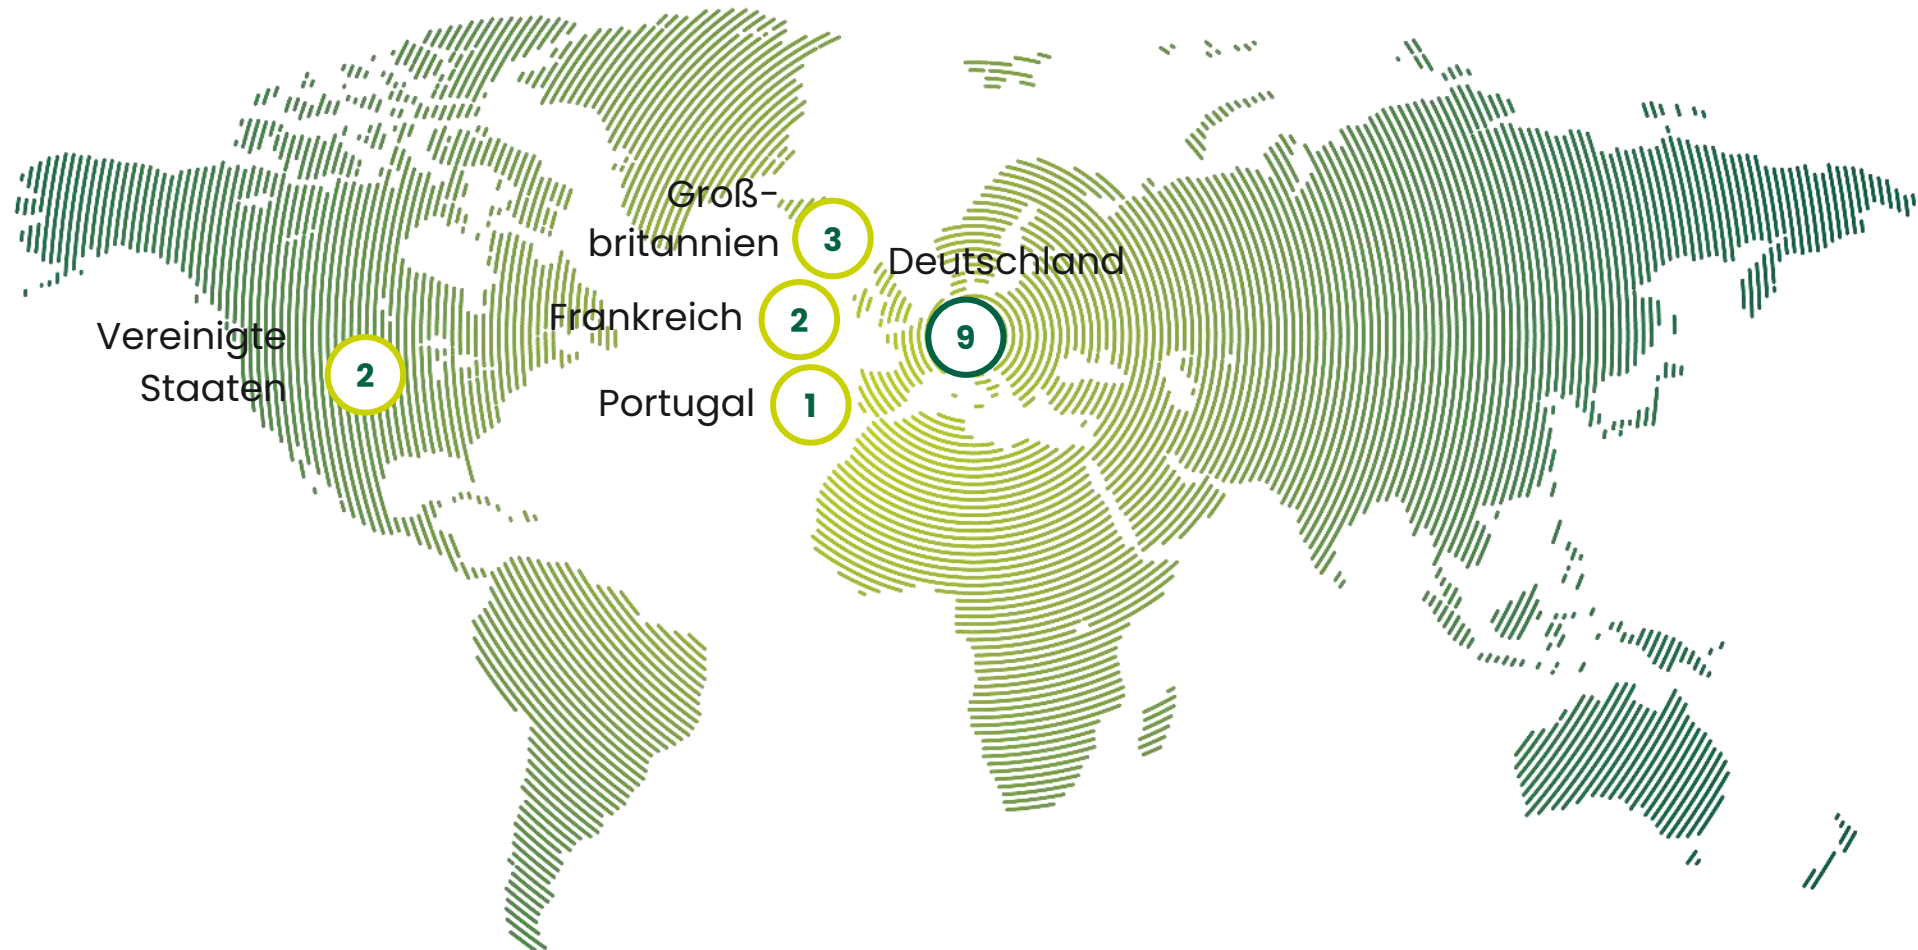 Groß-
britannien
3
Deutschland
9
Frankreich
2
Vereinigte
Staaten
2
Portugal
1